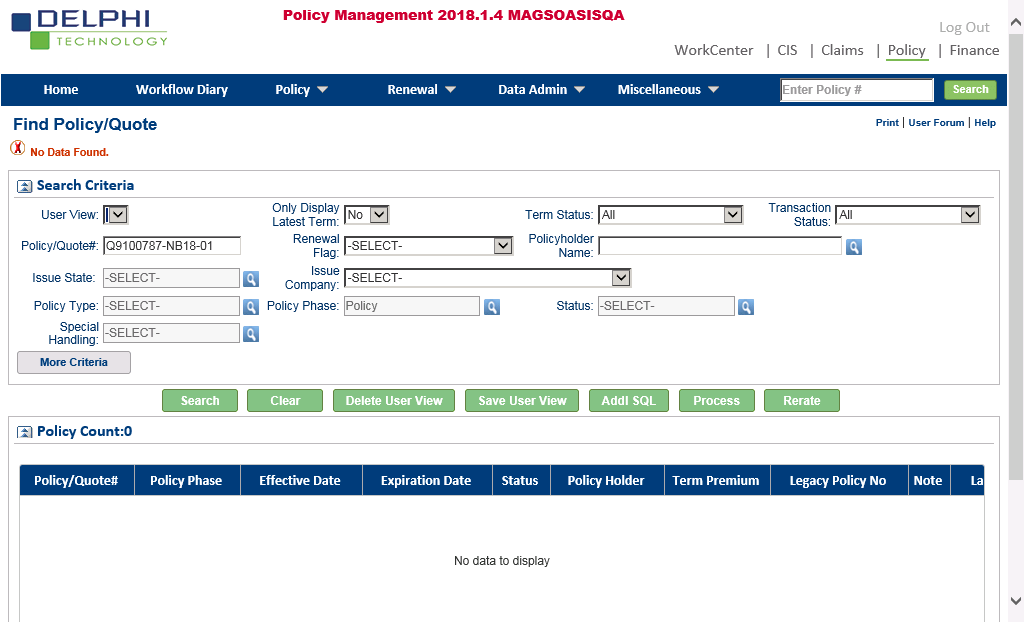 DELPHI
TECHNOLOGY
Policy Management 2018.1.4 MAGSOASISQA
Log Out
WorkCenter | CIS | Claims | Policy | Finance
Home Workflow Diary Policy Renewal Data Admin Miscellaneous Enter Policy # Search
Find Policy/Quote
Print | User Forum | Help
No Data Found.
Search Criteria
User View: Only Display Latest Term: No Term Status: All Transaction Status: All
Policy/Quote#: Q9100787-NB18-01 Renewal Flag: -SELECT- Policyholder Name:
Issue State: -SELECT- Issue Company: -SELECT-
Policy Type: -SELECT- Policy Phase: Policy Status: -SELECT-
Special Handling: -SELECT-
More Criteria
Search Clear Delete User View Save User View Addl SQL Process Rerate
Policy Count:0
Policy/Quote# Policy Phase Effective Date Expiration Date Status Policy Holder Term Premium Legacy Policy No Note La
No data to display